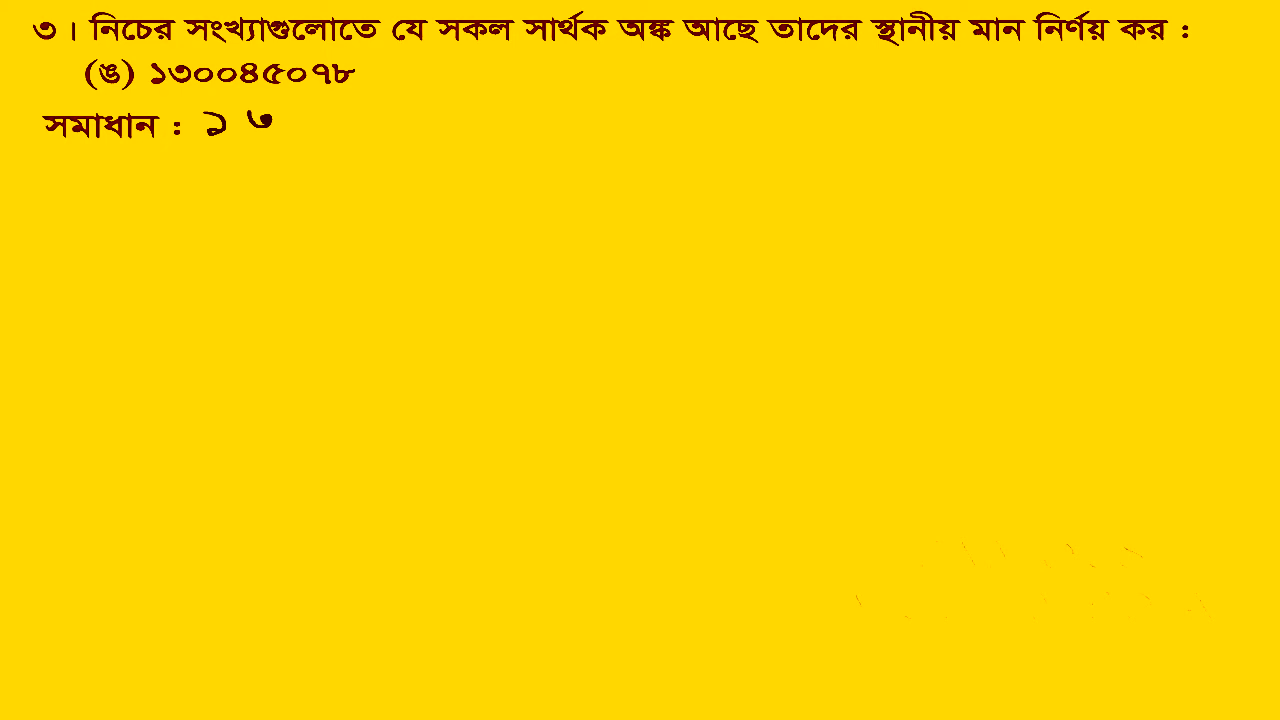 ৩। নিচের সংখ্যাগুলোতে যে সকল সার্থক অঙ্ক আছে তাদের স্থানীয় মান নির্ণয় কর :
(ঙ) ১৩০০৪৫০৭৮
সমাধান : ১ ৩